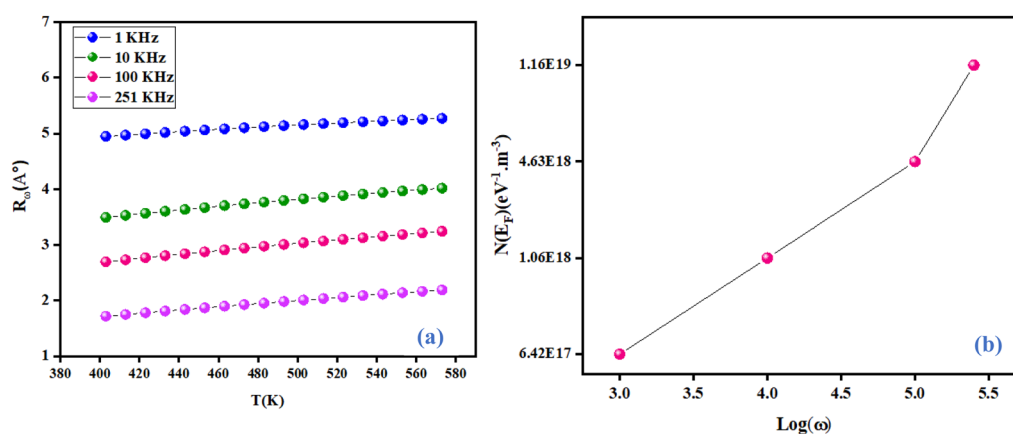 7
6
5
4
3
2
1
1 KHz
10 KHz
100 KHz
251 KHz
R_ω(A°)
(a)
380 400 420 440 460 480 500 520 540 560 580
T(K)
1.16E19
4.63E18
1.06E18
6.42E17
N(E_F)(eV⁻¹.m⁻³)
(b)
3.0 3.5 4.0 4.5 5.0 5.5
Log(ω)